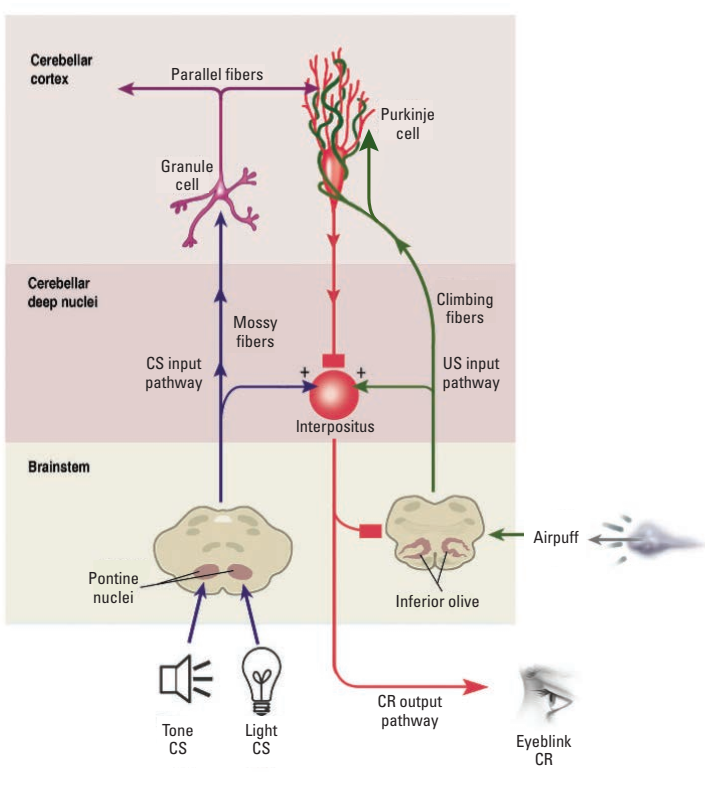 Cerebellar
cortex
Parallel fibers
Purkinje
cell
Granule
cell
Cerebellar
deep nuclei
Climbing
fibers
Mossy
fibers
CS input
pathway
+
+
US input
pathway
Interpositus
Brainstem
Airpuff
Pontine
nuclei
Inferior olive
CR output
pathway
Tone
CS
Light
CS
Eyeblink
CR